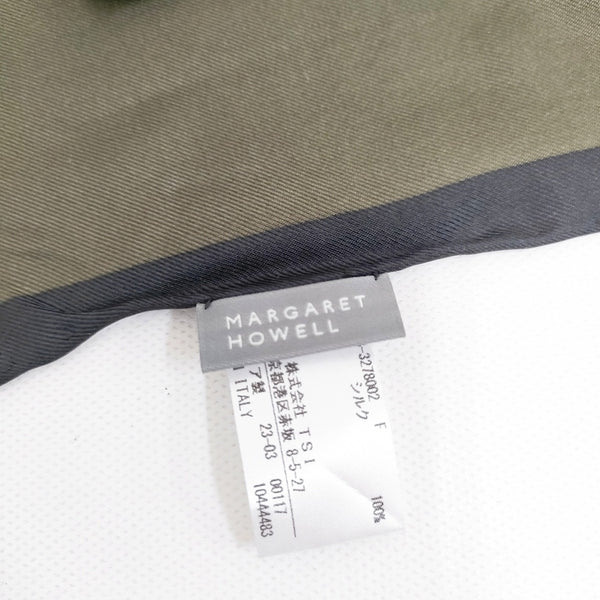 MARGARET
HOWELL
-3278002 F
シルク 100%
株式会社 TSI
京都港区赤坂 8-5-27
ア製 23-03 00117
ITALY 10444483